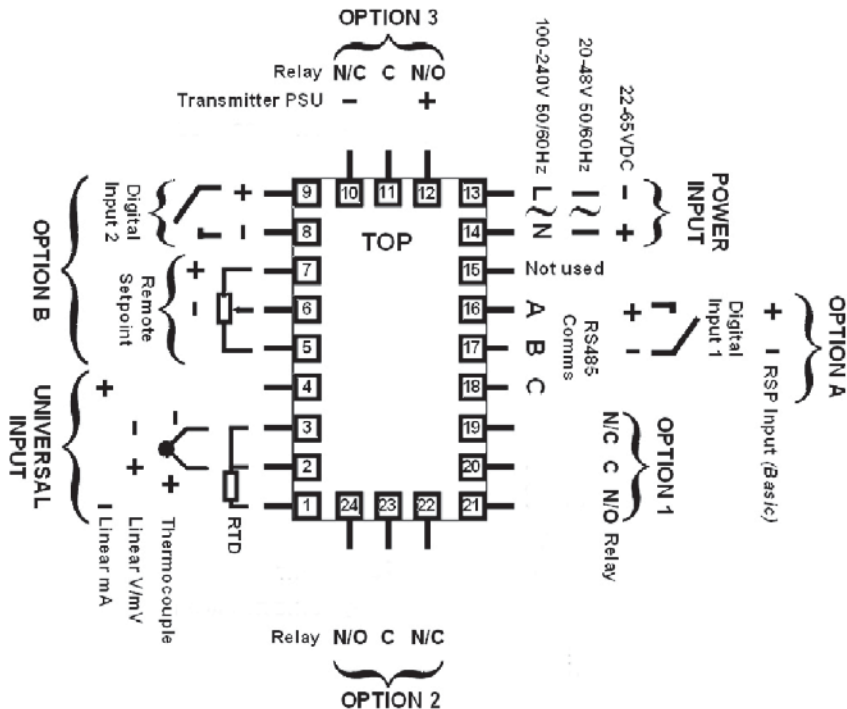 OPTION 3
Relay N/C C N/O
Transmitter PSU − +
100-240V 50/60Hz
20-48V 50/60Hz
22-65VDC
POWER
INPUT
L ~ N
~
− +
9 10 11 12 13
8 14
7 15
6 16
5 17
4 18
3 19
2 20
1 24 23 22 21
TOP
Digital
Input 2
+
−
OPTION B
Remote
Setpoint
+
−
UNIVERSAL
INPUT
+
− Linear mA
− +
Linear V/mV
− +
Thermocouple
RTD
Not used
A B C
RS485
Comms
+ −
Digital
Input 1
+ − RSP Input (Basic)
OPTION A
N/C C N/O Relay
OPTION 1
Relay N/O C N/C
OPTION 2